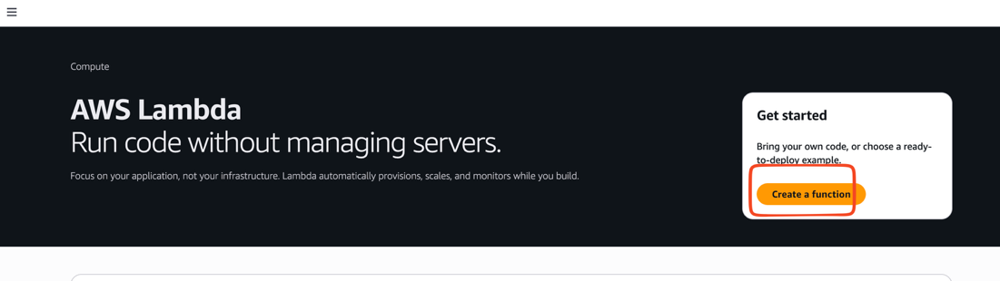 Compute
AWS Lambda
Run code without managing servers.
Focus on your application, not your infrastructure. Lambda automatically provisions, scales, and monitors while you build.
Get started
Bring your own code, or choose a ready-
to-deploy example.
Create a function